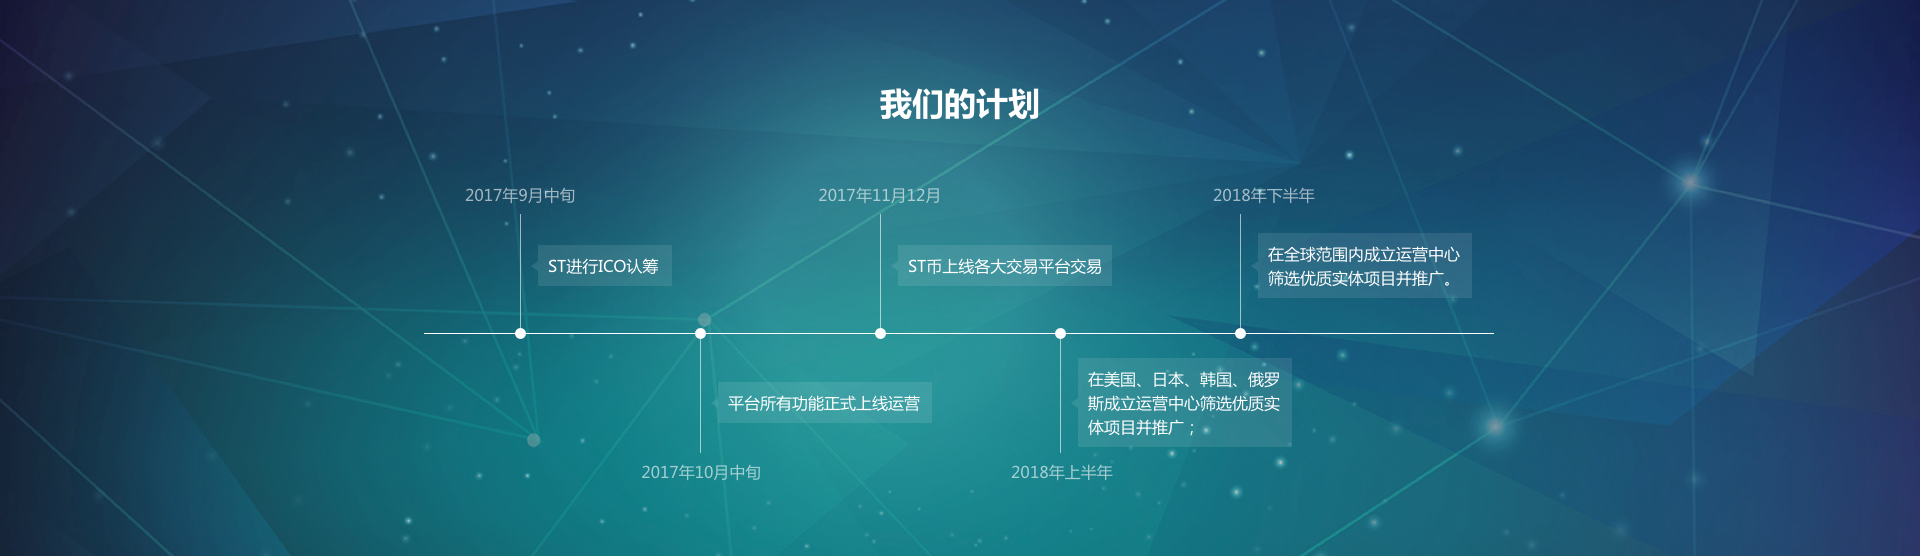 我们的计划
2017年9月中旬
ST进行ICO认筹
2017年10月中旬
平台所有功能正式上线运营
2017年11月12月
ST币上线各大交易平台交易
2018年上半年
在美国、日本、韩国、俄罗
斯成立运营中心筛选优质实
体项目并推广；
2018年下半年
在全球范围内成立运营中心
筛选优质实体项目并推广。